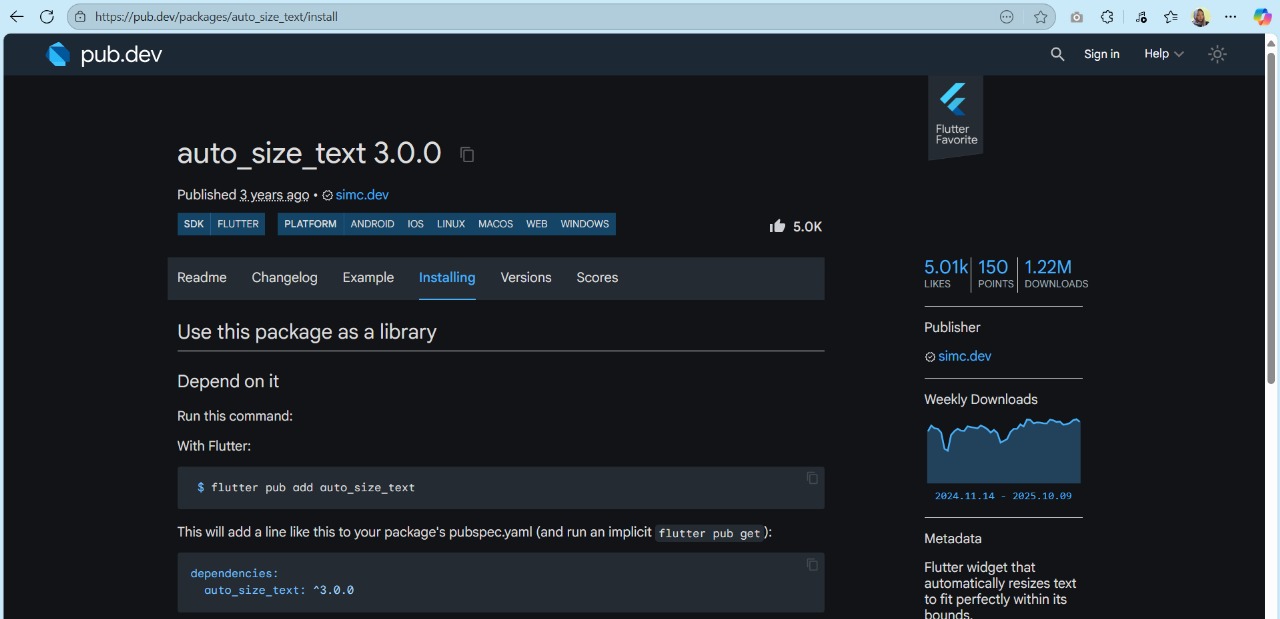 https://pub.dev/packages/auto_size_text/install
pub.dev
Sign in
Help
Flutter
Favorite
auto_size_text 3.0.0
Published 3 years ago • simc.dev
SDK FLUTTER PLATFORM ANDROID IOS LINUX MACOS WEB WINDOWS
5.0K
Readme Changelog Example Installing Versions Scores
Use this package as a library
Depend on it
Run this command:
With Flutter:
$ flutter pub add auto_size_text
This will add a line like this to your package's pubspec.yaml (and run an implicit flutter pub get):
dependencies:
auto_size_text: ^3.0.0
5.01k 150 1.22M
LIKES POINTS DOWNLOADS
Publisher
simc.dev
Weekly Downloads
2024.11.14 - 2025.10.09
Metadata
Flutter widget that
automatically resizes text
to fit perfectly within its
bounds.